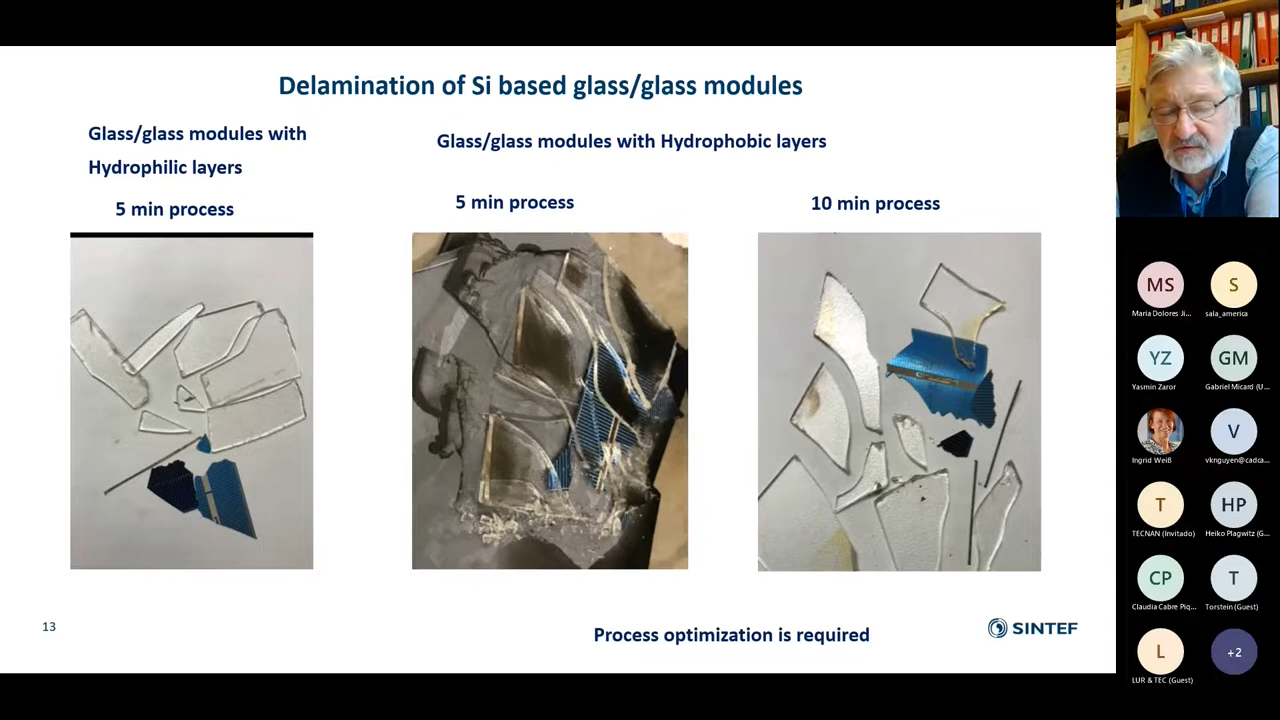 Delamination of Si based glass/glass modules
Glass/glass modules with
Hydrophilic layers
5 min process
Glass/glass modules with Hydrophobic layers
5 min process
10 min process
13
Process optimization is required
SINTEF
MS
Maria Dolores Ji...
S
sala_america
YZ
Yasmin Zaror
GM
Gabriel Micard (U...
Ingrid Weiß
V
vknguyen@cadca...
T
TECNAN (Invitado)
HP
Heiko Plagwitz (G...
CP
Claudia Cabre Piq...
T
Torstein (Guest)
L
LUR & TEC (Guest)
+2